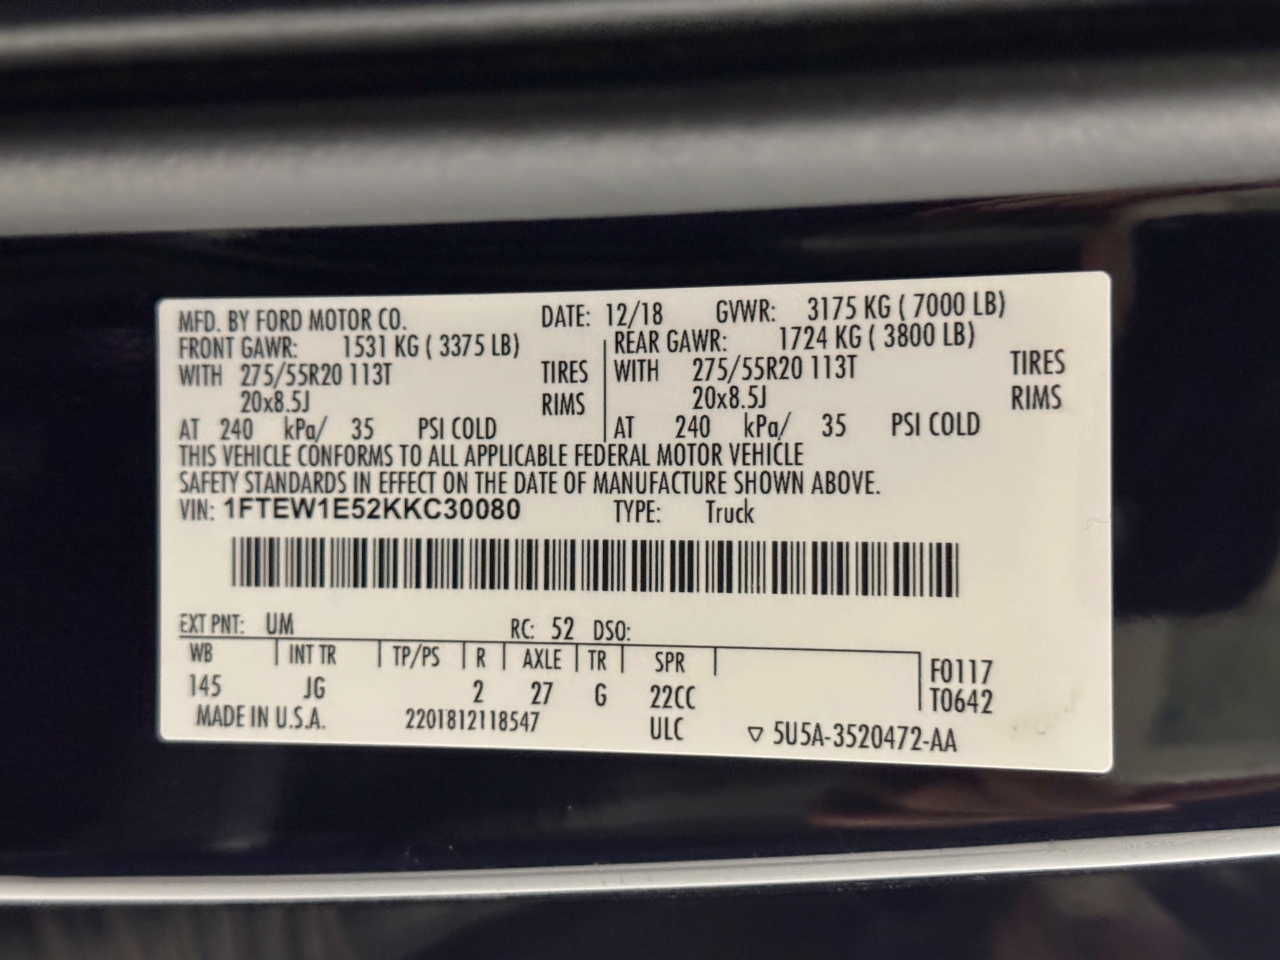 MFD. BY FORD MOTOR CO. DATE: 12/18 GVWR: 3175 KG ( 7000 LB)
FRONT GAWR: 1531 KG ( 3375 LB) REAR GAWR: 1724 KG ( 3800 LB)
WITH 275/55R20 113T TIRES WITH 275/55R20 113T TIRES
20x8.5J RIMS 20x8.5J RIMS
AT 240 kPa/ 35 PSI COLD AT 240 kPa/ 35 PSI COLD
THIS VEHICLE CONFORMS TO ALL APPLICABLE FEDERAL MOTOR VEHICLE
SAFETY STANDARDS IN EFFECT ON THE DATE OF MANUFACTURE SHOWN ABOVE.
VIN: 1FTEW1E52KKC30080 TYPE: Truck
EXT PNT: UM RC: 52 DSO:
WB INT TR TP/PS R AXLE TR SPR F0117
145 JG 2 27 G 22CC T0642
MADE IN U.S.A. 2201812118547 ULC ▽ 5U5A-3520472-AA